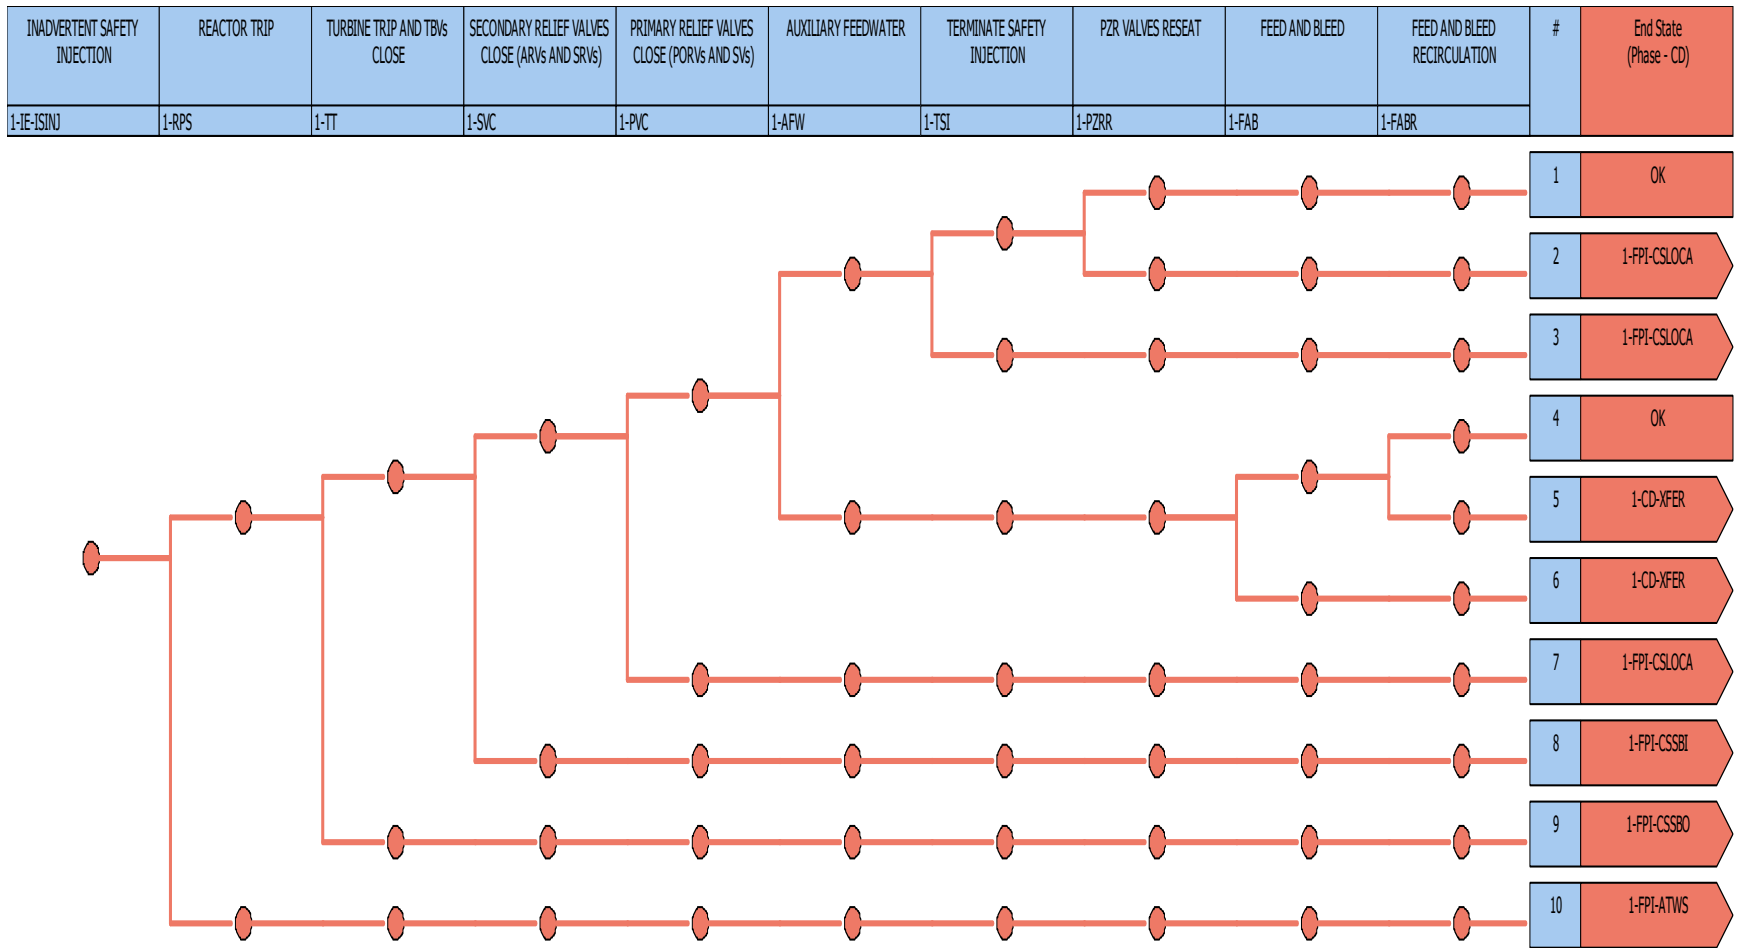 INADVERTENT SAFETY
INJECTION
REACTOR TRIP
TURBINE TRIP AND TBVs
CLOSE
SECONDARY RELIEF VALVES
CLOSE (ARVs AND SRVs)
PRIMARY RELIEF VALVES
CLOSE (PORVs AND SVs)
AUXILIARY FEEDWATER
TERMINATE SAFETY
INJECTION
PZR VALVES RESEAT
FEED AND BLEED
FEED AND BLEED
RECIRCULATION
#
End State
(Phase - CD)
1-IE-ISINJ
1-RPS
1-TT
1-SVC
1-PVC
1-AFW
1-TSI
1-PZRR
1-FAB
1-FABR
1
OK
2
1-FPI-CSLOCA
3
1-FPI-CSLOCA
4
OK
5
1-CD-XFER
6
1-CD-XFER
7
1-FPI-CSLOCA
8
1-FPI-CSSBI
9
1-FPI-CSSBO
10
1-FPI-ATWS